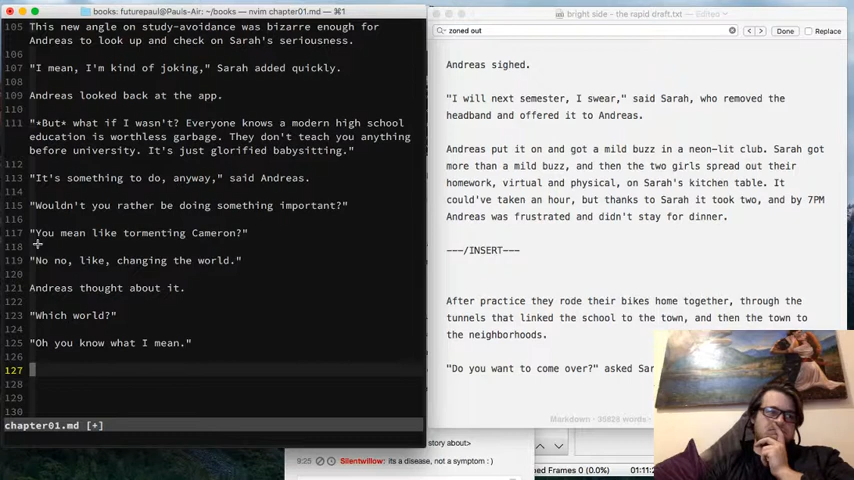 books: futurepaul@Pauls-Air: ~/books — nvim chapter01.md — ⌘1
105 This new angle on study-avoidance was bizarre enough for
Andreas to look up and check on Sarah's seriousness.
106
107 "I mean, I'm kind of joking," Sarah added quickly.
108
109 Andreas looked back at the app.
110
111 "*But* what if I wasn't? Everyone knows a modern high school
education is worthless garbage. They don't teach you anything
before university. It's just glorified babysitting."
112
113 "It's something to do, anyway," said Andreas.
114
115 "Wouldn't you rather be doing something important?"
116
117 "You mean like tormenting Cameron?"
118
119 "No no, like, changing the world."
120
121 Andreas thought about it.
122
123 "Which world?"
124
125 "Oh you know what I mean."
126
127
128
129
130
chapter01.md [+]
bright side - the rapid draft.txt — Edited
zoned out
Done
Replace
Andreas sighed.
"I will next semester, I swear," said Sarah, who removed the
headband and offered it to Andreas.
Andreas put it on and got a mild buzz in a neon-lit club. Sarah got
more than a mild buzz, and then the two girls spread out their
homework, virtual and physical, on Sarah's kitchen table. It
could've taken an hour, but thanks to Sarah it took two, and by 7PM
Andreas was frustrated and didn't stay for dinner.
---/INSERT---
After practice they rode their bikes home together, through the
tunnels that linked the school to the town, and then the town to
the neighborhoods.
"Do you want to come over?" asked Sar
Markdown — 35828 words
story about>
9:25 Silentwillow: its a disease, not a symptom : )
ed Frames 0 (0.0%)
01:11:2